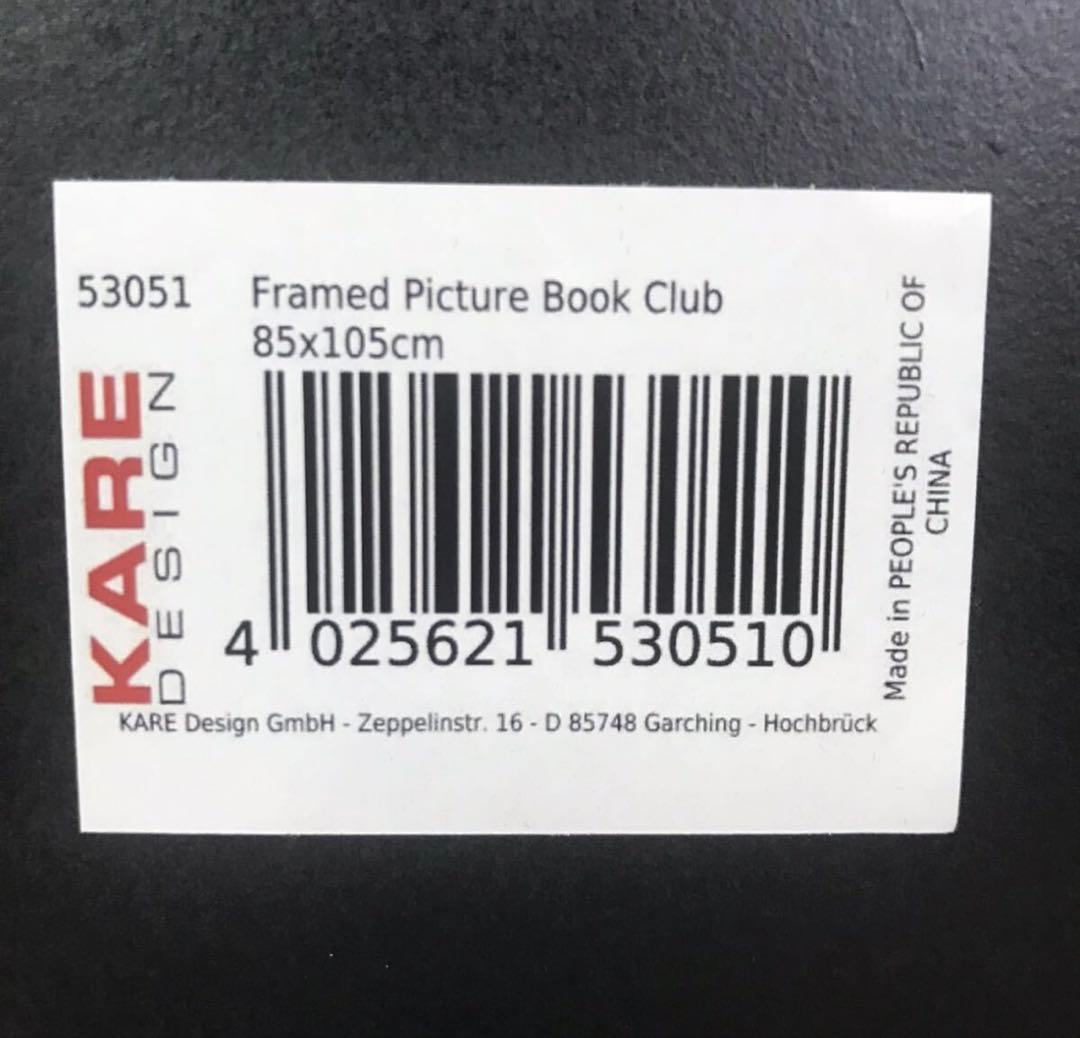 53051
Framed Picture Book Club
85x105cm
KARE
DESIGN
4 025621 530510
Made in PEOPLE'S REPUBLIC OF
CHINA
KARE Design GmbH - Zeppelinstr. 16 - D 85748 Garching - Hochbrück